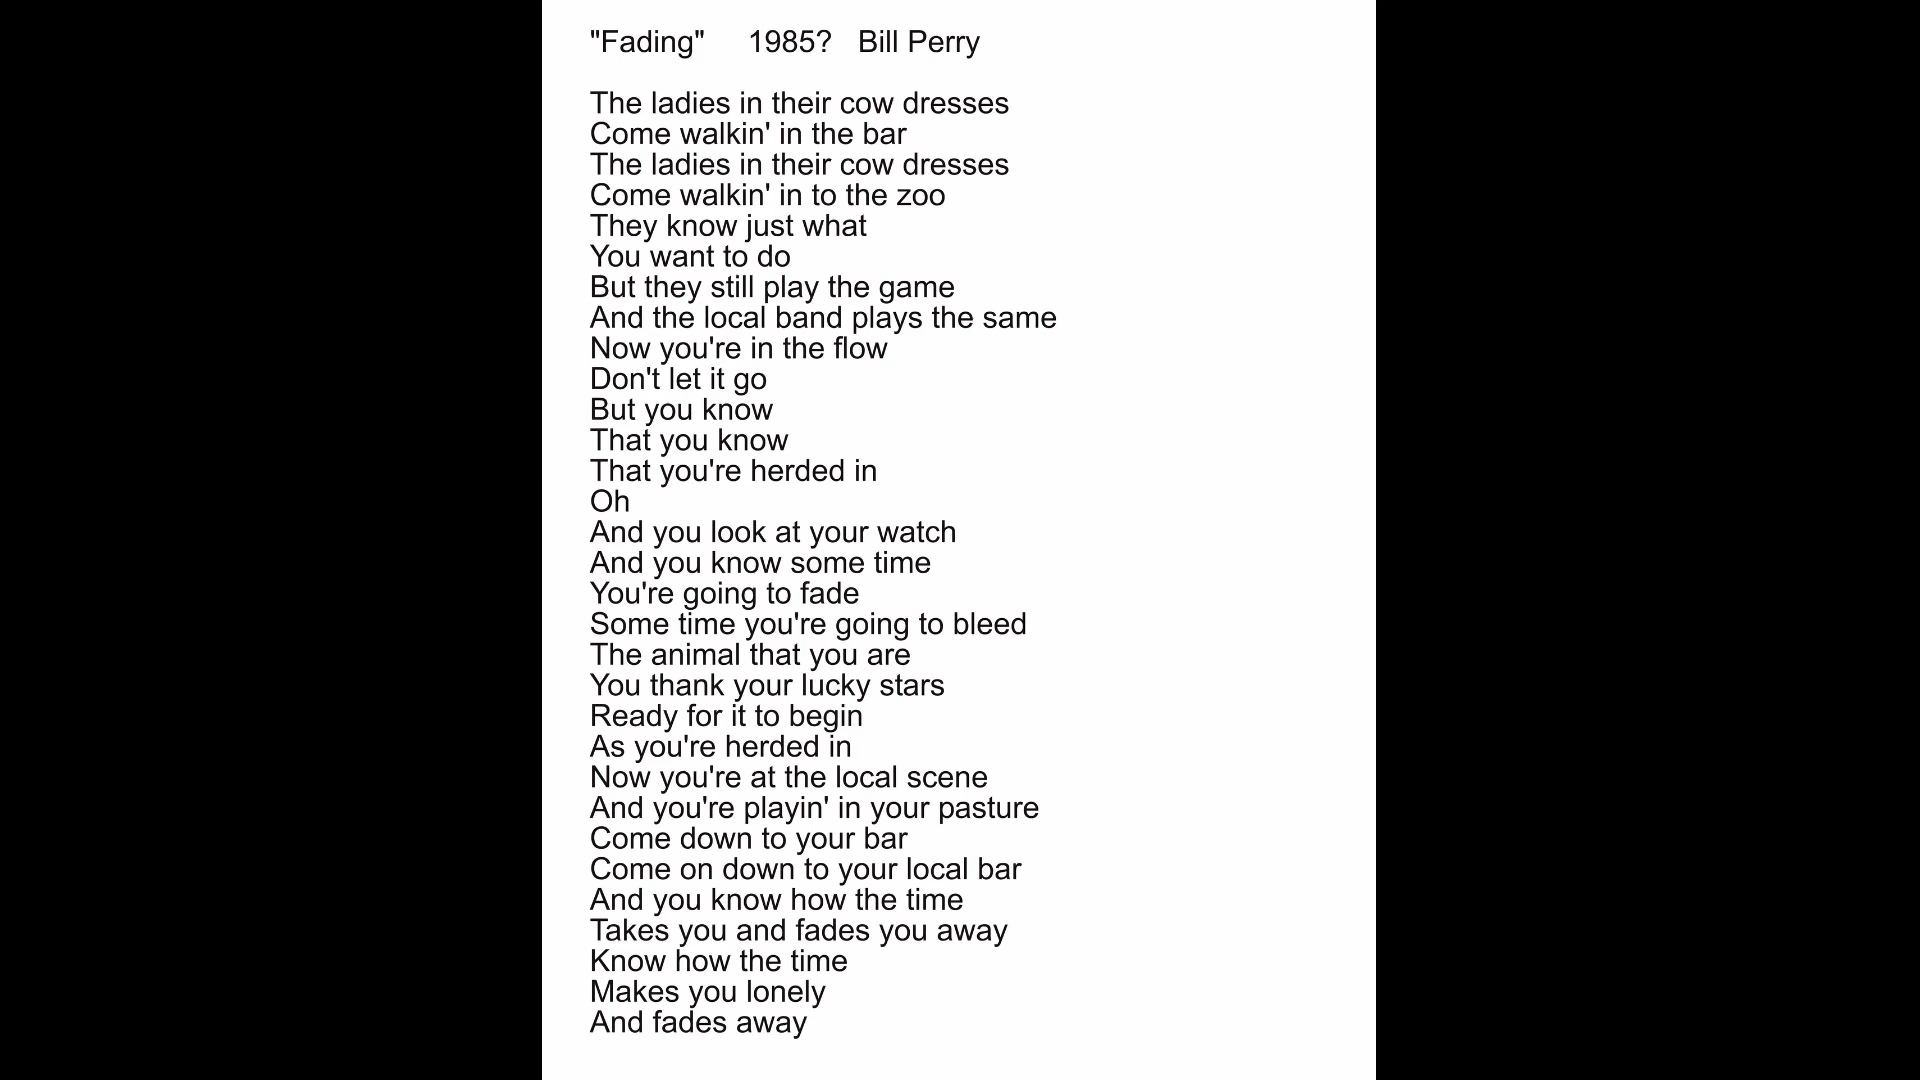 "Fading" 1985? Bill Perry
The ladies in their cow dresses
Come walkin' in the bar
The ladies in their cow dresses
Come walkin' in to the zoo
They know just what
You want to do
But they still play the game
And the local band plays the same
Now you're in the flow
Don't let it go
But you know
That you know
That you're herded in
Oh
And you look at your watch
And you know some time
You're going to fade
Some time you're going to bleed
The animal that you are
You thank your lucky stars
Ready for it to begin
As you're herded in
Now you're at the local scene
And you're playin' in your pasture
Come down to your bar
Come on down to your local bar
And you know how the time
Takes you and fades you away
Know how the time
Makes you lonely
And fades away